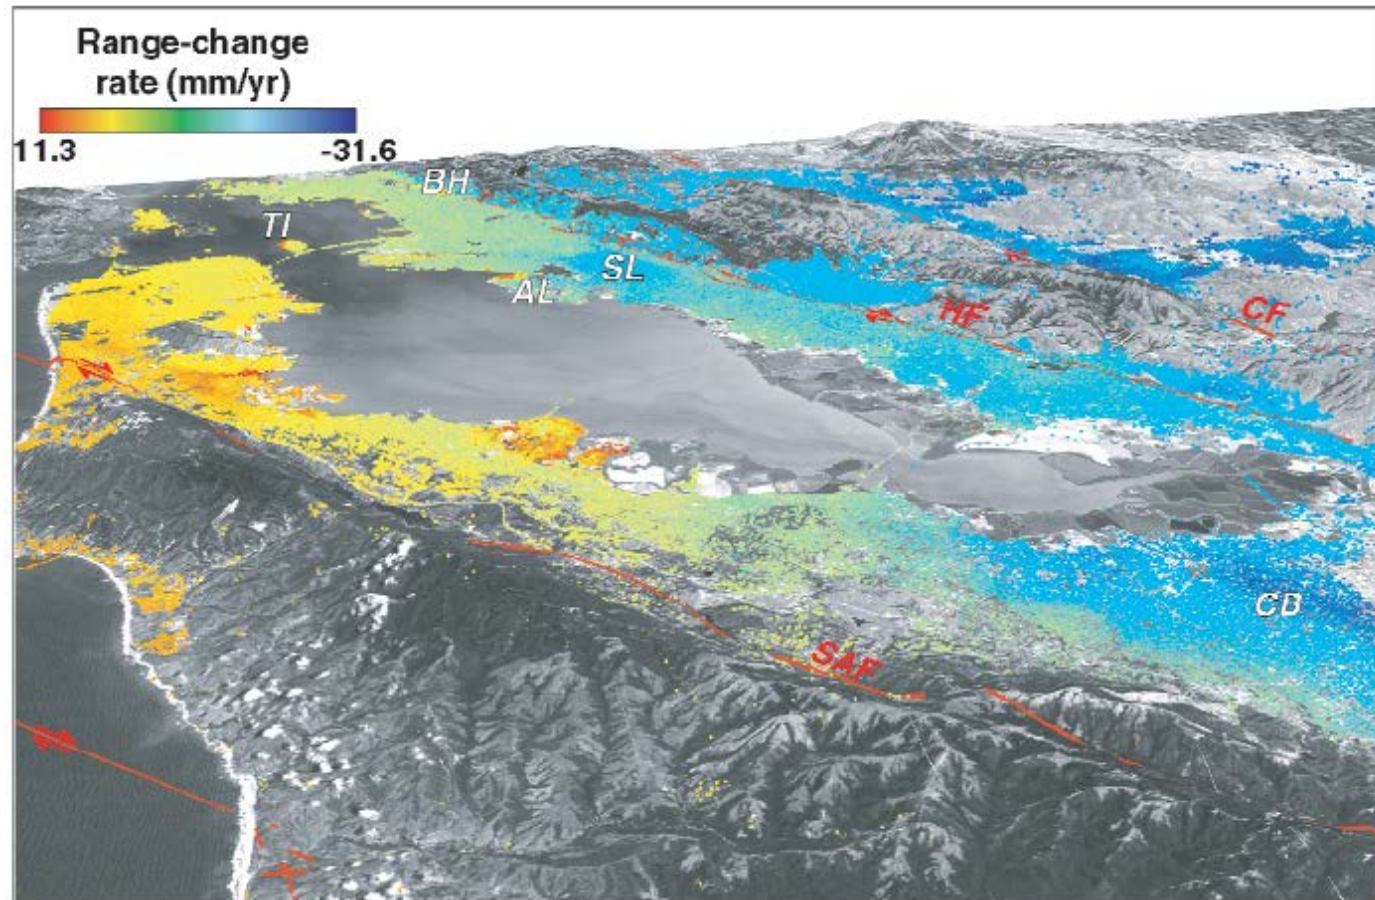 Range-change
rate (mm/yr)
11.3
-31.6
BH
TI
SL
AL
HF
CF
CB
SAF